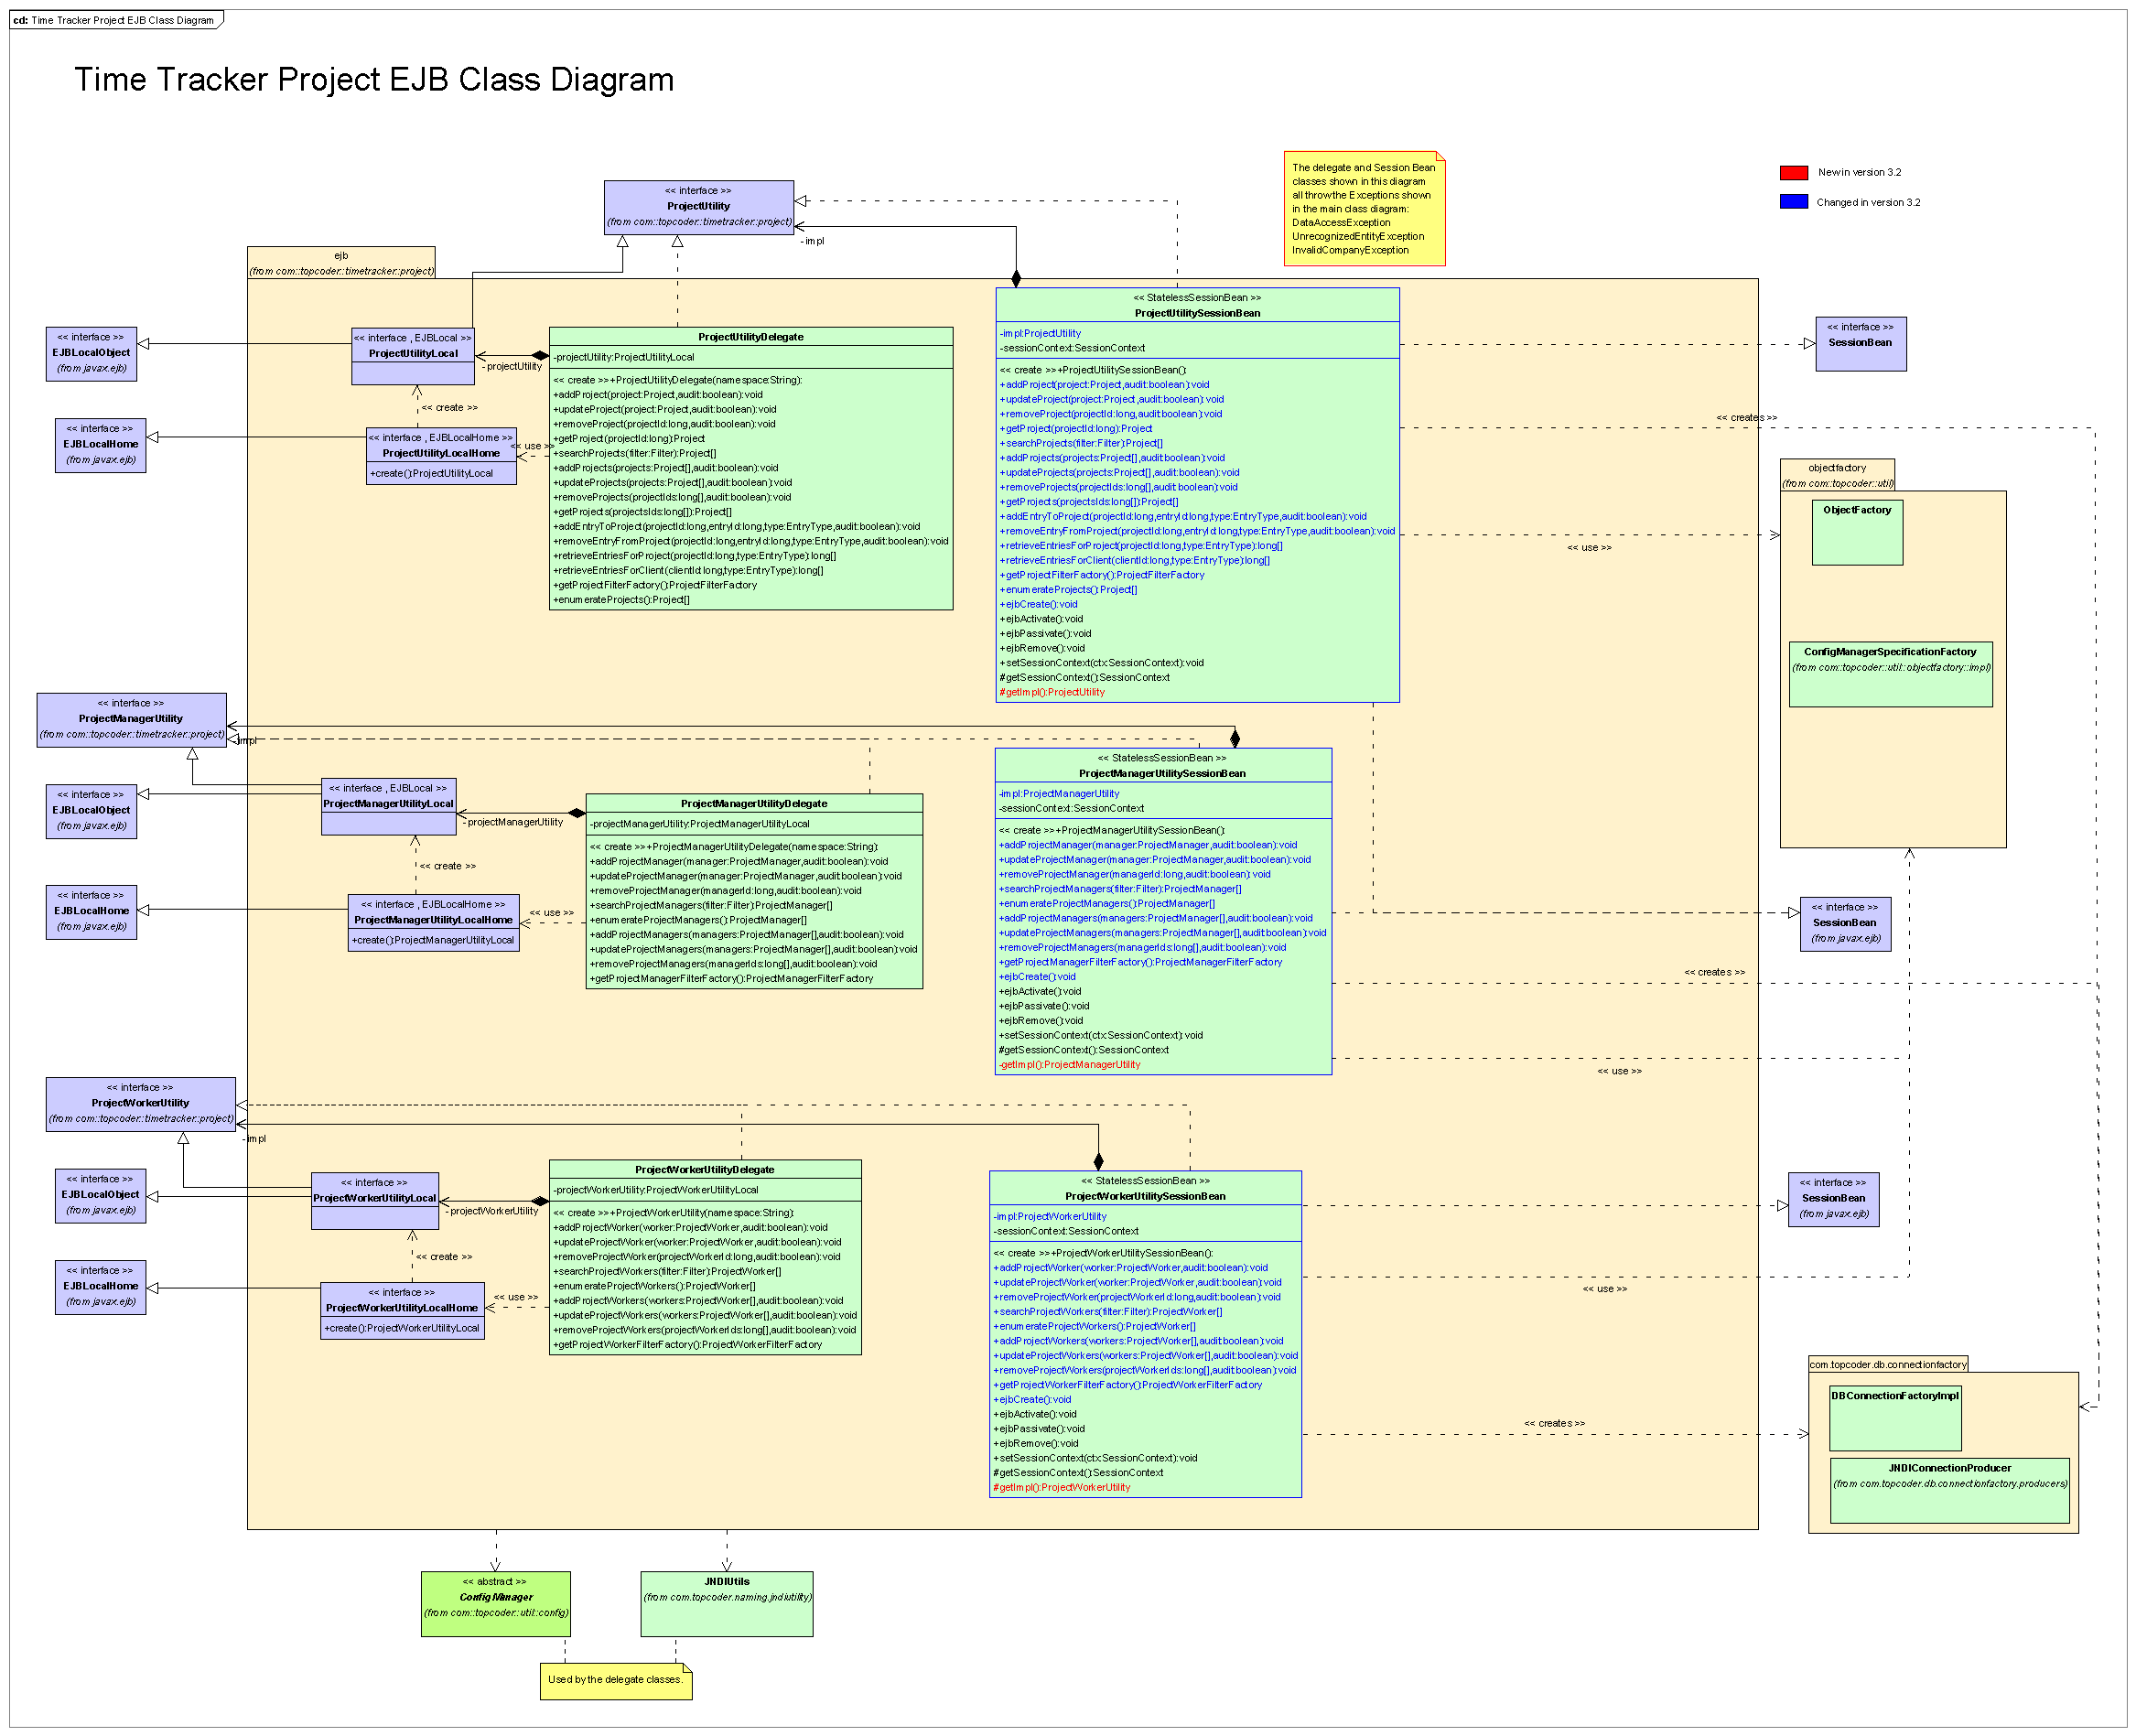 cd: Time Tracker Project EJB Class Diagram
Time Tracker Project EJB Class Diagram
The delegate and Session Bean
classes shown in this diagram
all throw the Exceptions shown
in the main class diagram:
DataAccessException
UnrecognizedEntityException
InvalidCompanyException
New in version 3.2
Changed in version 3.2
<< interface >>
ProjectUtility
(from com::topcoder::timetracker::project)
-impl
ejb
(from com::topcoder::timetracker::project)
<< interface >>
EJBLocalObject
(from javax.ejb)
<< interface , EJBLocal >>
ProjectUtilityLocal
-projectUtility
<< create >>
<< interface >>
EJBLocalHome
(from javax.ejb)
<< interface , EJBLocalHome >>
ProjectUtilityLocalHome
+create():ProjectUtilityLocal
<< use >>
ProjectUtilityDelegate
-projectUtility:ProjectUtilityLocal
<< create >>+ProjectUtilityDelegate(namespace:String):
+addProject(project:Project,audit:boolean):void
+updateProject(project:Project,audit:boolean):void
+removeProject(projectId:long,audit:boolean):void
+getProject(projectId:long):Project
+searchProjects(filter:Filter):Project[]
+addProjects(projects:Project[],audit:boolean):void
+updateProjects(projects:Project[],audit:boolean):void
+removeProjects(projectIds:long[],audit:boolean):void
+getProjects(projectsIds:long[]):Project[]
+addEntryToProject(projectId:long,entryId:long,type:EntryType,audit:boolean):void
+removeEntryFromProject(projectId:long,entryId:long,type:EntryType,audit:boolean):void
+retrieveEntriesForProject(projectId:long,type:EntryType):long[]
+retrieveEntriesForClient(clientId:long,type:EntryType):long[]
+getProjectFilterFactory():ProjectFilterFactory
+enumerateProjects():Project[]
<< StatelessSessionBean >>
ProjectUtilitySessionBean
-impl:ProjectUtility
-sessionContext:SessionContext
<< create >>+ProjectUtilitySessionBean():
+addProject(project:Project,audit:boolean):void
+updateProject(project:Project,audit:boolean):void
+removeProject(projectId:long,audit:boolean):void
+getProject(projectId:long):Project
+searchProjects(filter:Filter):Project[]
+addProjects(projects:Project[],audit:boolean):void
+updateProjects(projects:Project[],audit:boolean):void
+removeProjects(projectIds:long[],audit:boolean):void
+getProjects(projectsIds:long[]):Project[]
+addEntryToProject(projectId:long,entryId:long,type:EntryType,audit:boolean):void
+removeEntryFromProject(projectId:long,entryId:long,type:EntryType,audit:boolean):void
+retrieveEntriesForProject(projectId:long,type:EntryType):long[]
+retrieveEntriesForClient(clientId:long,type:EntryType):long[]
+getProjectFilterFactory():ProjectFilterFactory
+enumerateProjects():Project[]
+ejbCreate():void
+ejbActivate():void
+ejbPassivate():void
+ejbRemove():void
+setSessionContext(ctx:SessionContext):void
#getSessionContext():SessionContext
#getImpl():ProjectUtility
<< interface >>
SessionBean
<< creates >>
<< use >>
objectfactory
(from com::topcoder::util)
ObjectFactory
ConfigManagerSpecificationFactory
(from com::topcoder::util::objectfactory::impl)
<< interface >>
ProjectManagerUtility
(from com::topcoder::timetracker::project)
-impl
<< interface >>
EJBLocalObject
(from javax.ejb)
<< interface , EJBLocal >>
ProjectManagerUtilityLocal
-projectManagerUtility
<< create >>
<< interface >>
EJBLocalHome
(from javax.ejb)
<< interface , EJBLocalHome >>
ProjectManagerUtilityLocalHome
+create():ProjectManagerUtilityLocal
<< use >>
ProjectManagerUtilityDelegate
-projectManagerUtility:ProjectManagerUtilityLocal
<< create >>+ProjectManagerUtilityDelegate(namespace:String):
+addProjectManager(manager:ProjectManager,audit:boolean):void
+updateProjectManager(manager:ProjectManager,audit:boolean):void
+removeProjectManager(managerId:long,audit:boolean):void
+searchProjectManagers(filter:Filter):ProjectManager[]
+enumerateProjectManagers():ProjectManager[]
+addProjectManagers(managers:ProjectManager[],audit:boolean):void
+updateProjectManagers(managers:ProjectManager[],audit:boolean):void
+removeProjectManagers(managerIds:long[],audit:boolean):void
+getProjectManagerFilterFactory():ProjectManagerFilterFactory
<< StatelessSessionBean >>
ProjectManagerUtilitySessionBean
-impl:ProjectManagerUtility
-sessionContext:SessionContext
<< create >>+ProjectManagerUtilitySessionBean():
+addProjectManager(manager:ProjectManager,audit:boolean):void
+updateProjectManager(manager:ProjectManager,audit:boolean):void
+removeProjectManager(managerId:long,audit:boolean):void
+searchProjectManagers(filter:Filter):ProjectManager[]
+enumerateProjectManagers():ProjectManager[]
+addProjectManagers(managers:ProjectManager[],audit:boolean):void
+updateProjectManagers(managers:ProjectManager[],audit:boolean):void
+removeProjectManagers(managerIds:long[],audit:boolean):void
+getProjectManagerFilterFactory():ProjectManagerFilterFactory
+ejbCreate():void
+ejbActivate():void
+ejbPassivate():void
+ejbRemove():void
+setSessionContext(ctx:SessionContext):void
#getSessionContext():SessionContext
-getImpl():ProjectManagerUtility
<< interface >>
SessionBean
(from javax.ejb)
<< creates >>
<< use >>
<< interface >>
ProjectWorkerUtility
(from com::topcoder::timetracker::project)
-impl
<< interface >>
EJBLocalObject
(from javax.ejb)
<< interface >>
ProjectWorkerUtilityLocal
-projectWorkerUtility
<< create >>
<< interface >>
EJBLocalHome
(from javax.ejb)
<< interface >>
ProjectWorkerUtilityLocalHome
+create():ProjectWorkerUtilityLocal
<< use >>
ProjectWorkerUtilityDelegate
-projectWorkerUtility:ProjectWorkerUtilityLocal
<< create >>+ProjectWorkerUtility(namespace:String):
+addProjectWorker(worker:ProjectWorker,audit:boolean):void
+updateProjectWorker(worker:ProjectWorker,audit:boolean):void
+removeProjectWorker(projectWorkerId:long,audit:boolean):void
+searchProjectWorkers(filter:Filter):ProjectWorker[]
+enumerateProjectWorkers():ProjectWorker[]
+addProjectWorkers(workers:ProjectWorker[],audit:boolean):void
+updateProjectWorkers(workers:ProjectWorker[],audit:boolean):void
+removeProjectWorkers(projectWorkerIds:long[],audit:boolean):void
+getProjectWorkerFilterFactory():ProjectWorkerFilterFactory
<< StatelessSessionBean >>
ProjectWorkerUtilitySessionBean
-impl:ProjectWorkerUtility
-sessionContext:SessionContext
<< create >>+ProjectWorkerUtilitySessionBean():
+addProjectWorker(worker:ProjectWorker,audit:boolean):void
+updateProjectWorker(worker:ProjectWorker,audit:boolean):void
+removeProjectWorker(projectWorkerId:long,audit:boolean):void
+searchProjectWorkers(filter:Filter):ProjectWorker[]
+enumerateProjectWorkers():ProjectWorker[]
+addProjectWorkers(workers:ProjectWorker[],audit:boolean):void
+updateProjectWorkers(workers:ProjectWorker[],audit:boolean):void
+removeProjectWorkers(projectWorkerIds:long[],audit:boolean):void
+getProjectWorkerFilterFactory():ProjectWorkerFilterFactory
+ejbCreate():void
+ejbActivate():void
+ejbPassivate():void
+ejbRemove():void
+setSessionContext(ctx:SessionContext):void
#getSessionContext():SessionContext
#getImpl():ProjectWorkerUtility
<< interface >>
SessionBean
(from javax.ejb)
<< use >>
<< creates >>
com.topcoder.db.connectionfactory
DBConnectionFactoryImpl
JNDIConnectionProducer
(from com.topcoder.db.connectionfactory.producers)
<< abstract >>
ConfigManager
(from com::topcoder::util::config)
JNDIUtils
(from com.topcoder.naming.jndiutility)
Used by the delegate classes.